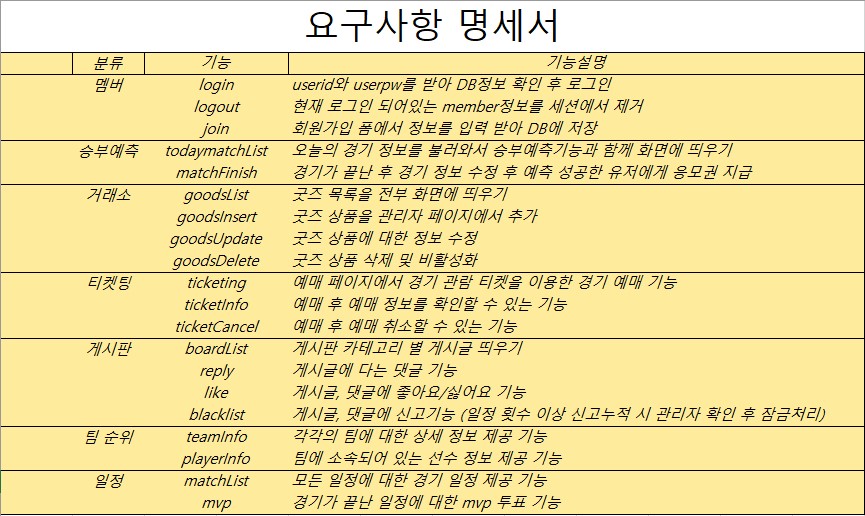 요구사항 명세서
분류 기능 기능설명
멤버 login userid와 userpw를 받아 DB정보 확인 후 로그인
logout 현재 로그인 되어있는 member정보를 세션에서 제거
join 회원가입 폼에서 정보를 입력 받아 DB에 저장
승부예측 todaymatchList 오늘의 경기 정보를 불러와서 승부예측기능과 함께 화면에 띄우기
matchFinish 경기가 끝난 후 경기 정보 수정 후 예측 성공한 유저에게 응모권 지급
거래소 goodsList 굿즈 목록을 전부 화면에 띄우기
goodsInsert 굿즈 상품을 관리자 페이지에서 추가
goodsUpdate 굿즈 상품에 대한 정보 수정
goodsDelete 굿즈 상품 삭제 및 비활성화
티켓팅 ticketing 예매 페이지에서 경기 관람 티켓을 이용한 경기 예매 기능
ticketInfo 예매 후 예매 정보를 확인할 수 있는 기능
ticketCancel 예매 후 예매 취소할 수 있는 기능
게시판 boardList 게시판 카테고리 별 게시글 띄우기
reply 게시글에 다는 댓글 기능
like 게시글, 댓글에 좋아요/싫어요 기능
blacklist 게시글, 댓글에 신고기능 (일정 횟수 이상 신고누적 시 관리자 확인 후 잠금처리)
팀 순위 teamInfo 각각의 팀에 대한 상세 정보 제공 기능
playerInfo 팀에 소속되어 있는 선수 정보 제공 기능
일정 matchList 모든 일정에 대한 경기 일정 제공 기능
mvp 경기가 끝난 일정에 대한 mvp 투표 기능